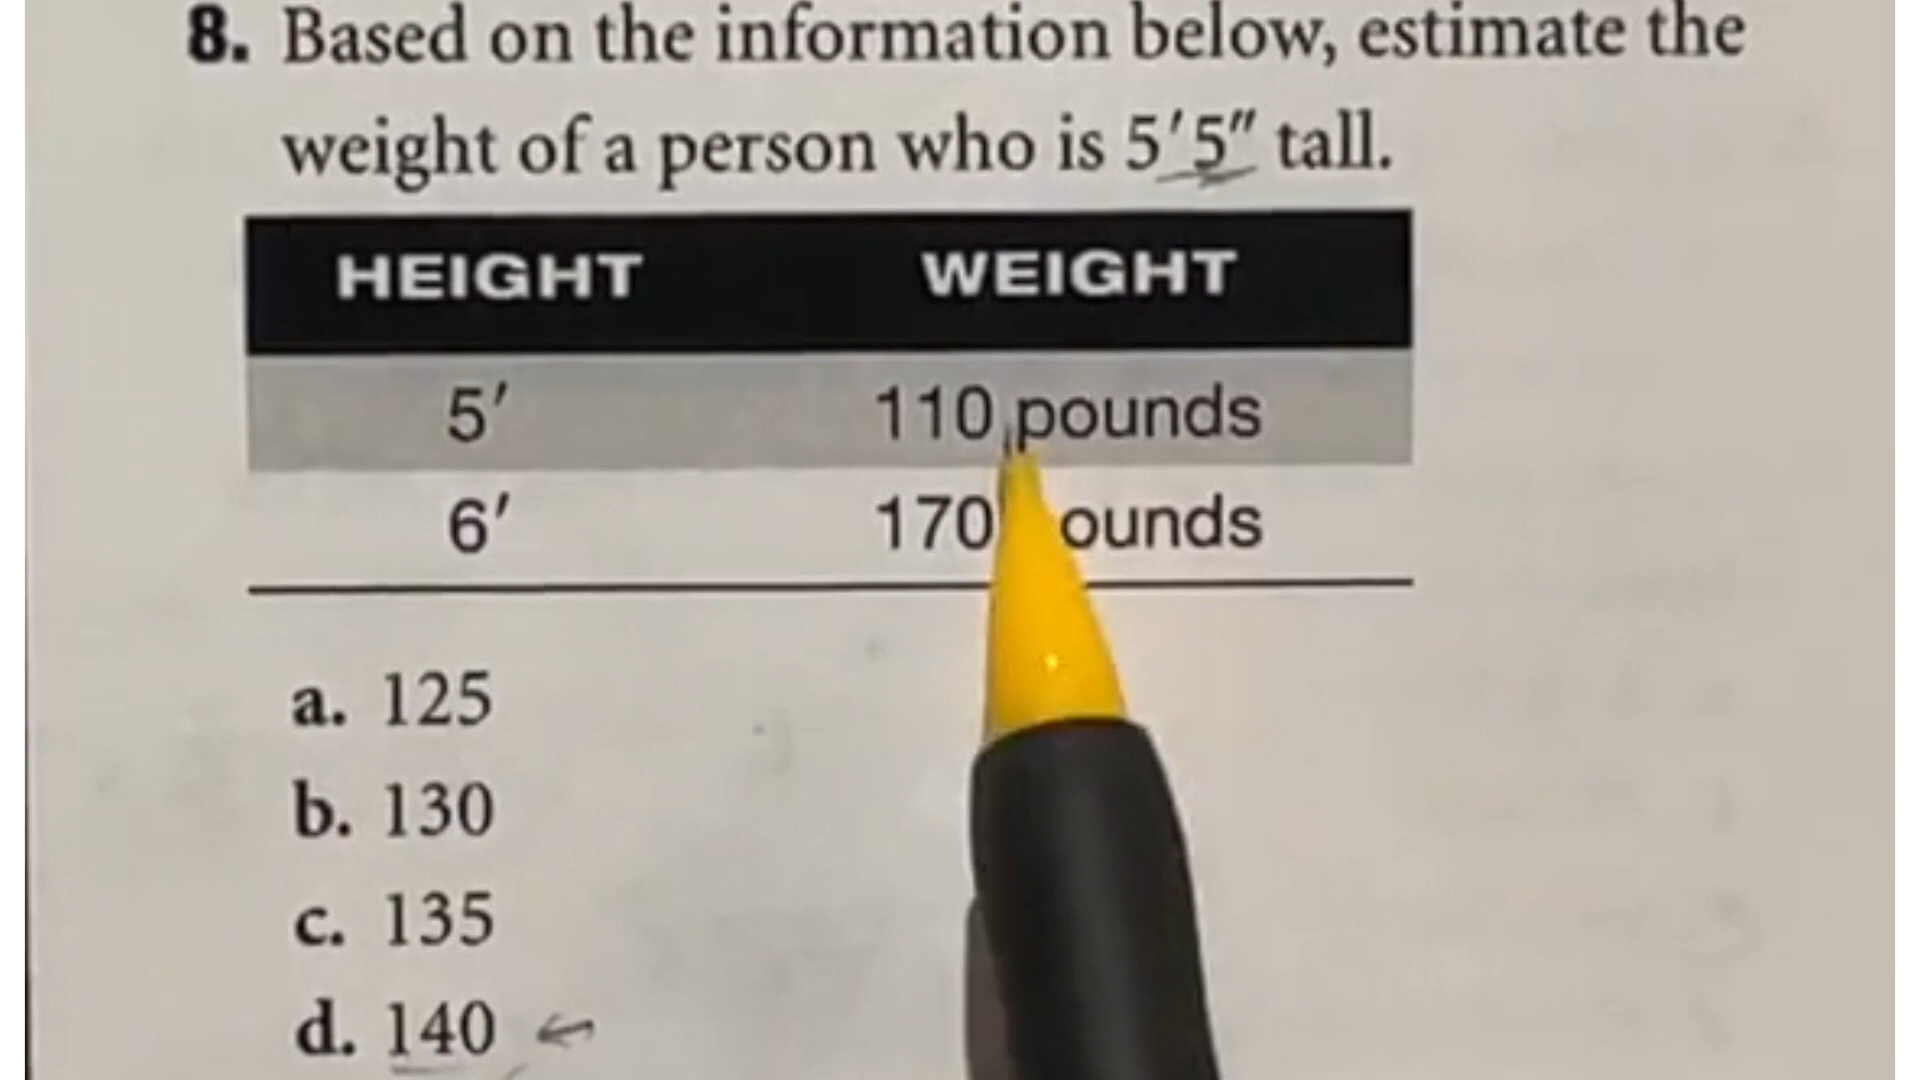 8. Based on the information below, estimate the
weight of a person who is 5'5" tall.
HEIGHT WEIGHT
5' 110 pounds
6' 170 ounds
a. 125
b. 130
c. 135
d. 140